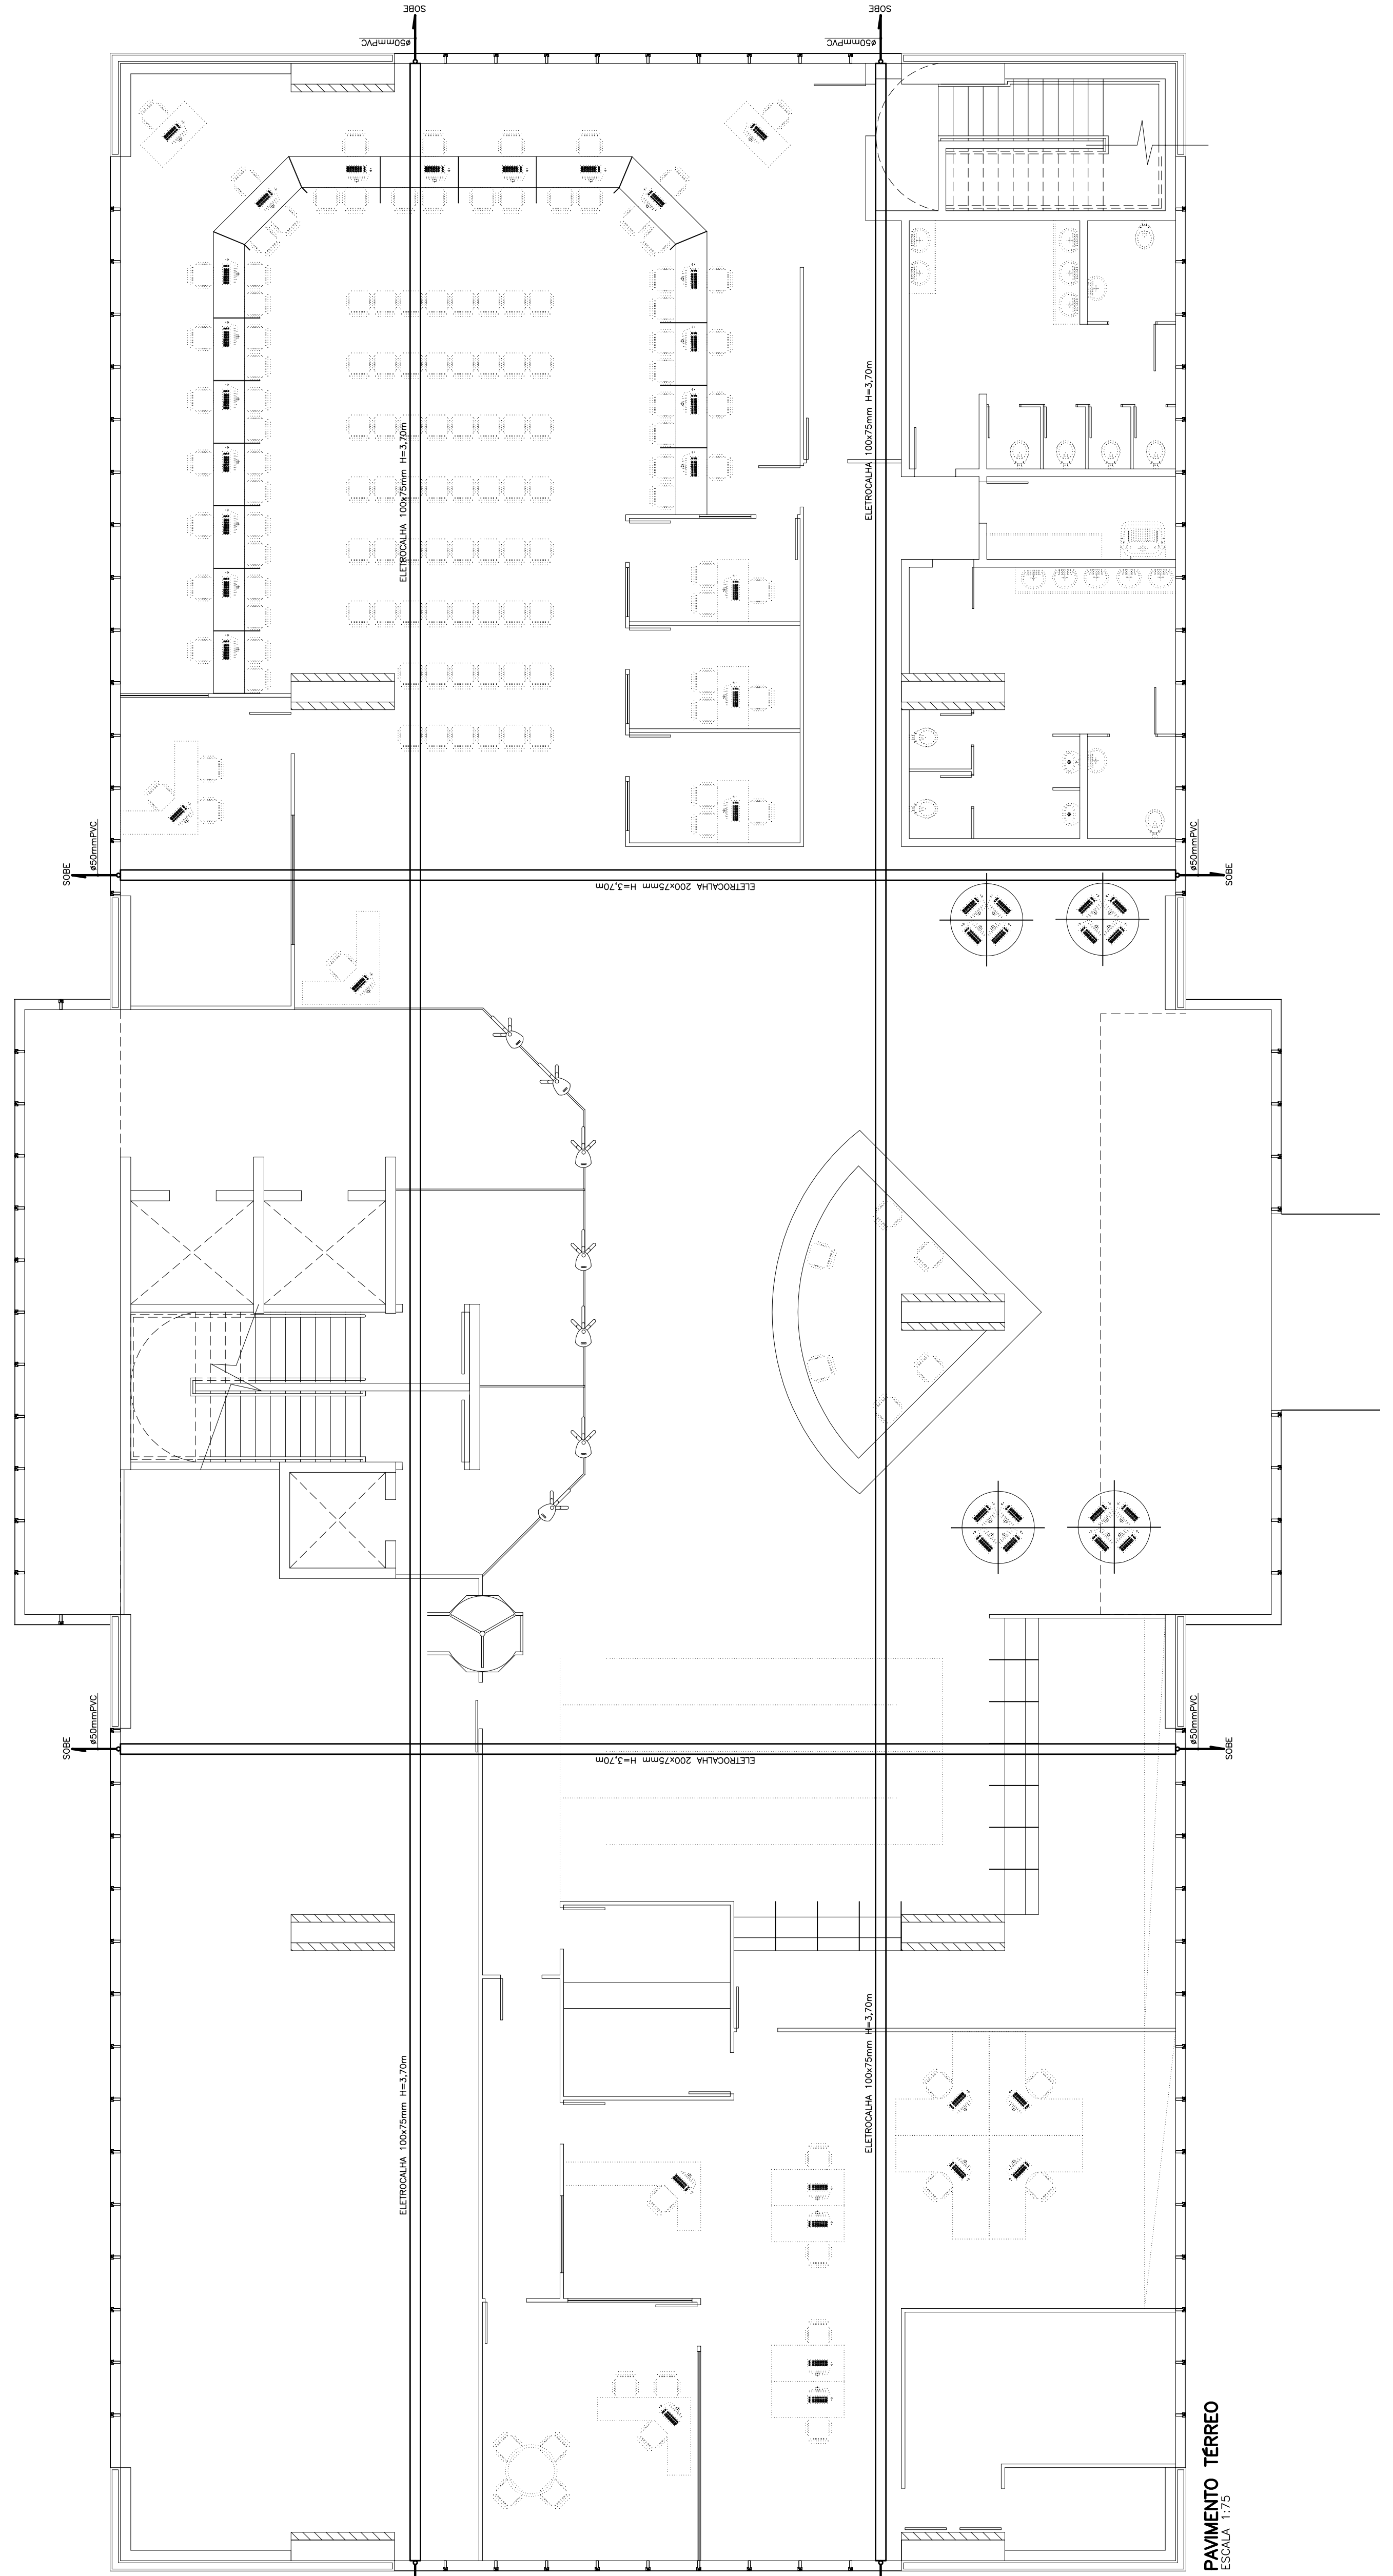 SOBE
ø50mmPVC
SOBE
ø50mmPVC
ELETROCALHA 100x75mm H=3,70m
ELETROCALHA 100x75mm H=3,70m
SOBE
ø50mmPVC
ELETROCALHA 200x75mm H=3,70m
ø50mmPVC
SOBE
SOBE
ø50mmPVC
ELETROCALHA 200x75mm H=3,70m
ø50mmPVC
SOBE
ELETROCALHA 100x75mm H=3,70m
ELETROCALHA 100x75mm H=3,70m
PAVIMENTO TÉRREO
ESCALA 1:75